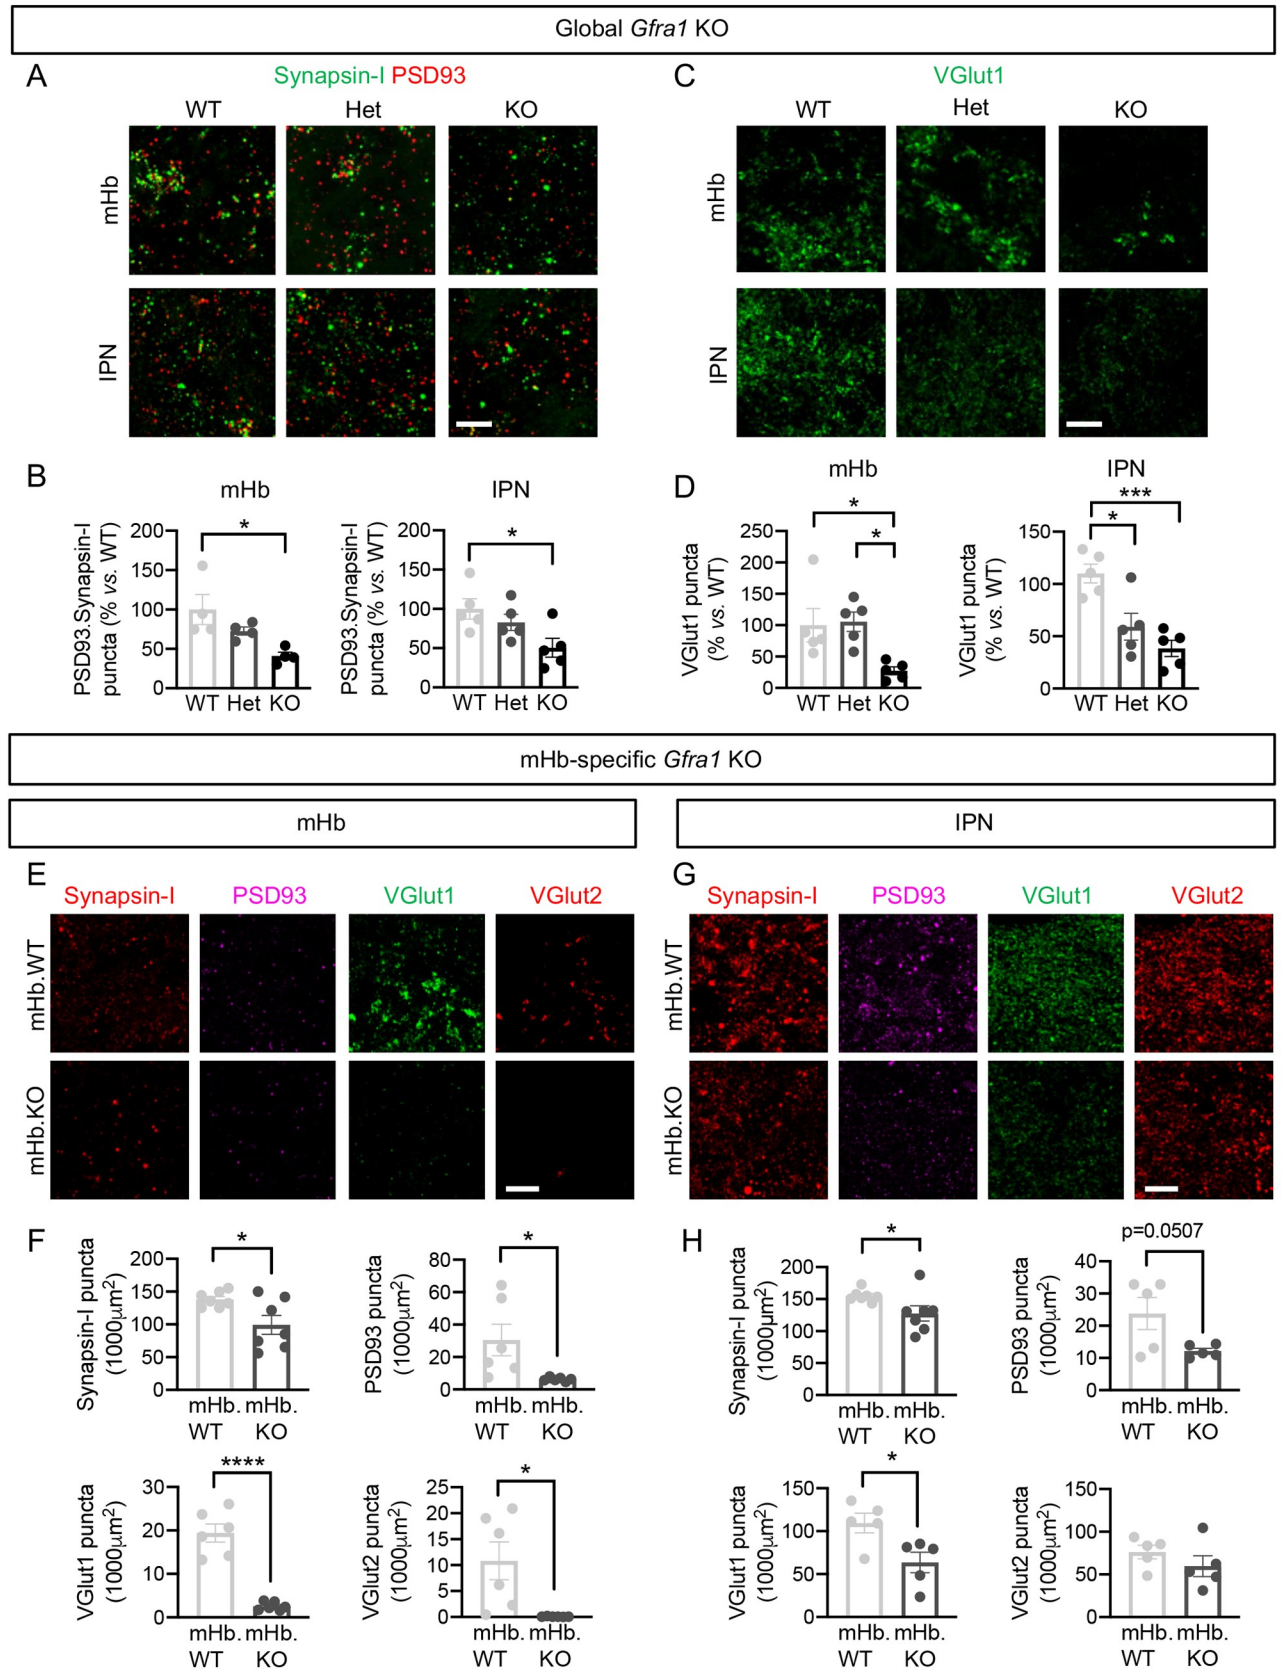 Global Gfra1 KO
A
Synapsin-I PSD93
WT Het KO
mHb
IPN
C
VGlut1
WT Het KO
mHb
IPN
B
mHb
PSD93.Synapsin-I
puncta (% vs. WT)
200
150
100
50
0
*
WT Het KO
IPN
PSD93.Synapsin-I
puncta (% vs. WT)
200
150
100
50
0
*
WT Het KO
D
mHb
VGlut1 puncta
(% vs. WT)
250
200
150
100
50
0
*
*
WT Het KO
IPN
VGlut1 puncta
(% vs. WT)
150
100
50
0
***
*
WT Het KO
mHb-specific Gfra1 KO
mHb
IPN
E
Synapsin-I PSD93 VGlut1 VGlut2
mHb.WT
mHb.KO
G
Synapsin-I PSD93 VGlut1 VGlut2
mHb.WT
mHb.KO
F
Synapsin-I puncta
(1000μm²)
200
150
100
50
0
*
mHb. mHb.
WT KO
PSD93 puncta
(1000μm²)
80
60
40
20
0
*
mHb. mHb.
WT KO
VGlut1 puncta
(1000μm²)
30
20
10
0
****
mHb. mHb.
WT KO
VGlut2 puncta
(1000μm²)
25
20
15
10
5
0
*
mHb. mHb.
WT KO
H
Synapsin-I puncta
(1000μm²)
200
150
100
50
0
*
mHb. mHb.
WT KO
PSD93 puncta
(1000μm²)
40
30
20
10
0
p=0.0507
mHb. mHb.
WT KO
VGlut1 puncta
(1000μm²)
150
100
50
0
*
mHb. mHb.
WT KO
VGlut2 puncta
(1000μm²)
150
100
50
0
mHb. mHb.
WT KO